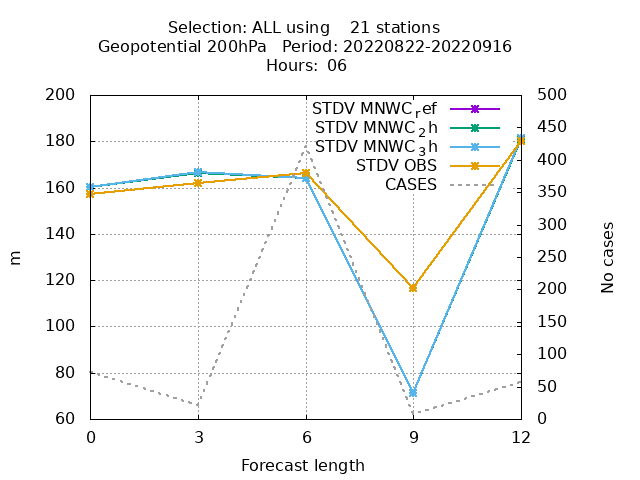 Selection: ALL using    21 stations
Geopotential 200hPa   Period: 20220822-20220916
Hours:  06
STDV MNWC_ref
STDV MNWC_2h
STDV MNWC_3h
STDV OBS
CASES
200
180
160
140
120
100
80
60
m
500
450
400
350
300
250
200
150
100
50
0
No cases
0 3 6 9 12
Forecast length